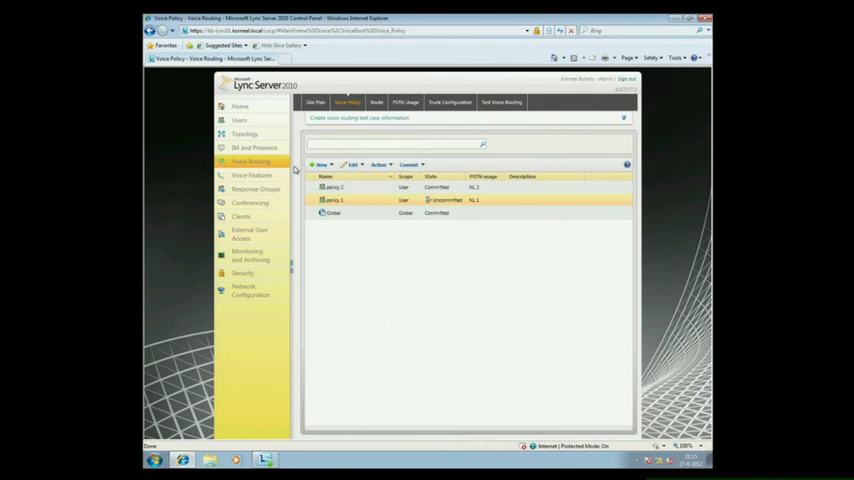 Voice Policy - Voice Routing - Microsoft Lync Server 2010 Control Panel - Windows Internet Explorer
Bing
Favorites Suggested Sites Web Slice Gallery
Voice Policy - Voice Routing - Microsoft Lync Ser...
Page Safety Tools
Microsoft
Lync Server 2010
Sign out
Home
Users
Topology
IM and Presence
Voice Routing
Voice Features
Response Groups
Conferencing
Clients
External User
Access
Monitoring
and Archiving
Security
Network
Configuration
Dial Plan Voice Policy Route PSTN Usage Trunk Configuration Test Voice Routing
Create voice routing test case information
New Edit Action Commit
Name Scope State PSTN usage Description
policy 2 User Committed NL 2
policy 1 User Uncommitted NL 1
Global Global Committed
Done
Internet | Protected Mode: On
100%
21:15
27-6-2012